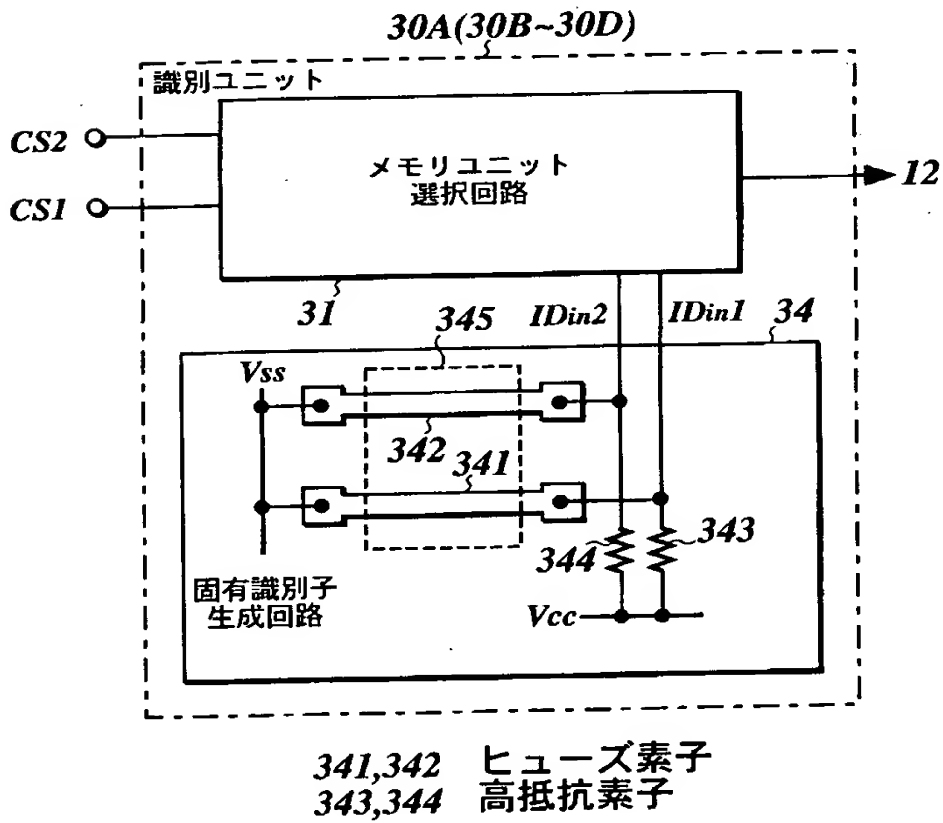 30A(30B~30D)
識別ユニット
CS2
メモリユニット
選択回路
12
CS1
31
IDin2
IDin1
34
345
Vss
342
341
344
343
固有識別子
生成回路
Vcc
341,342 ヒューズ素子
343,344 高抵抗素子